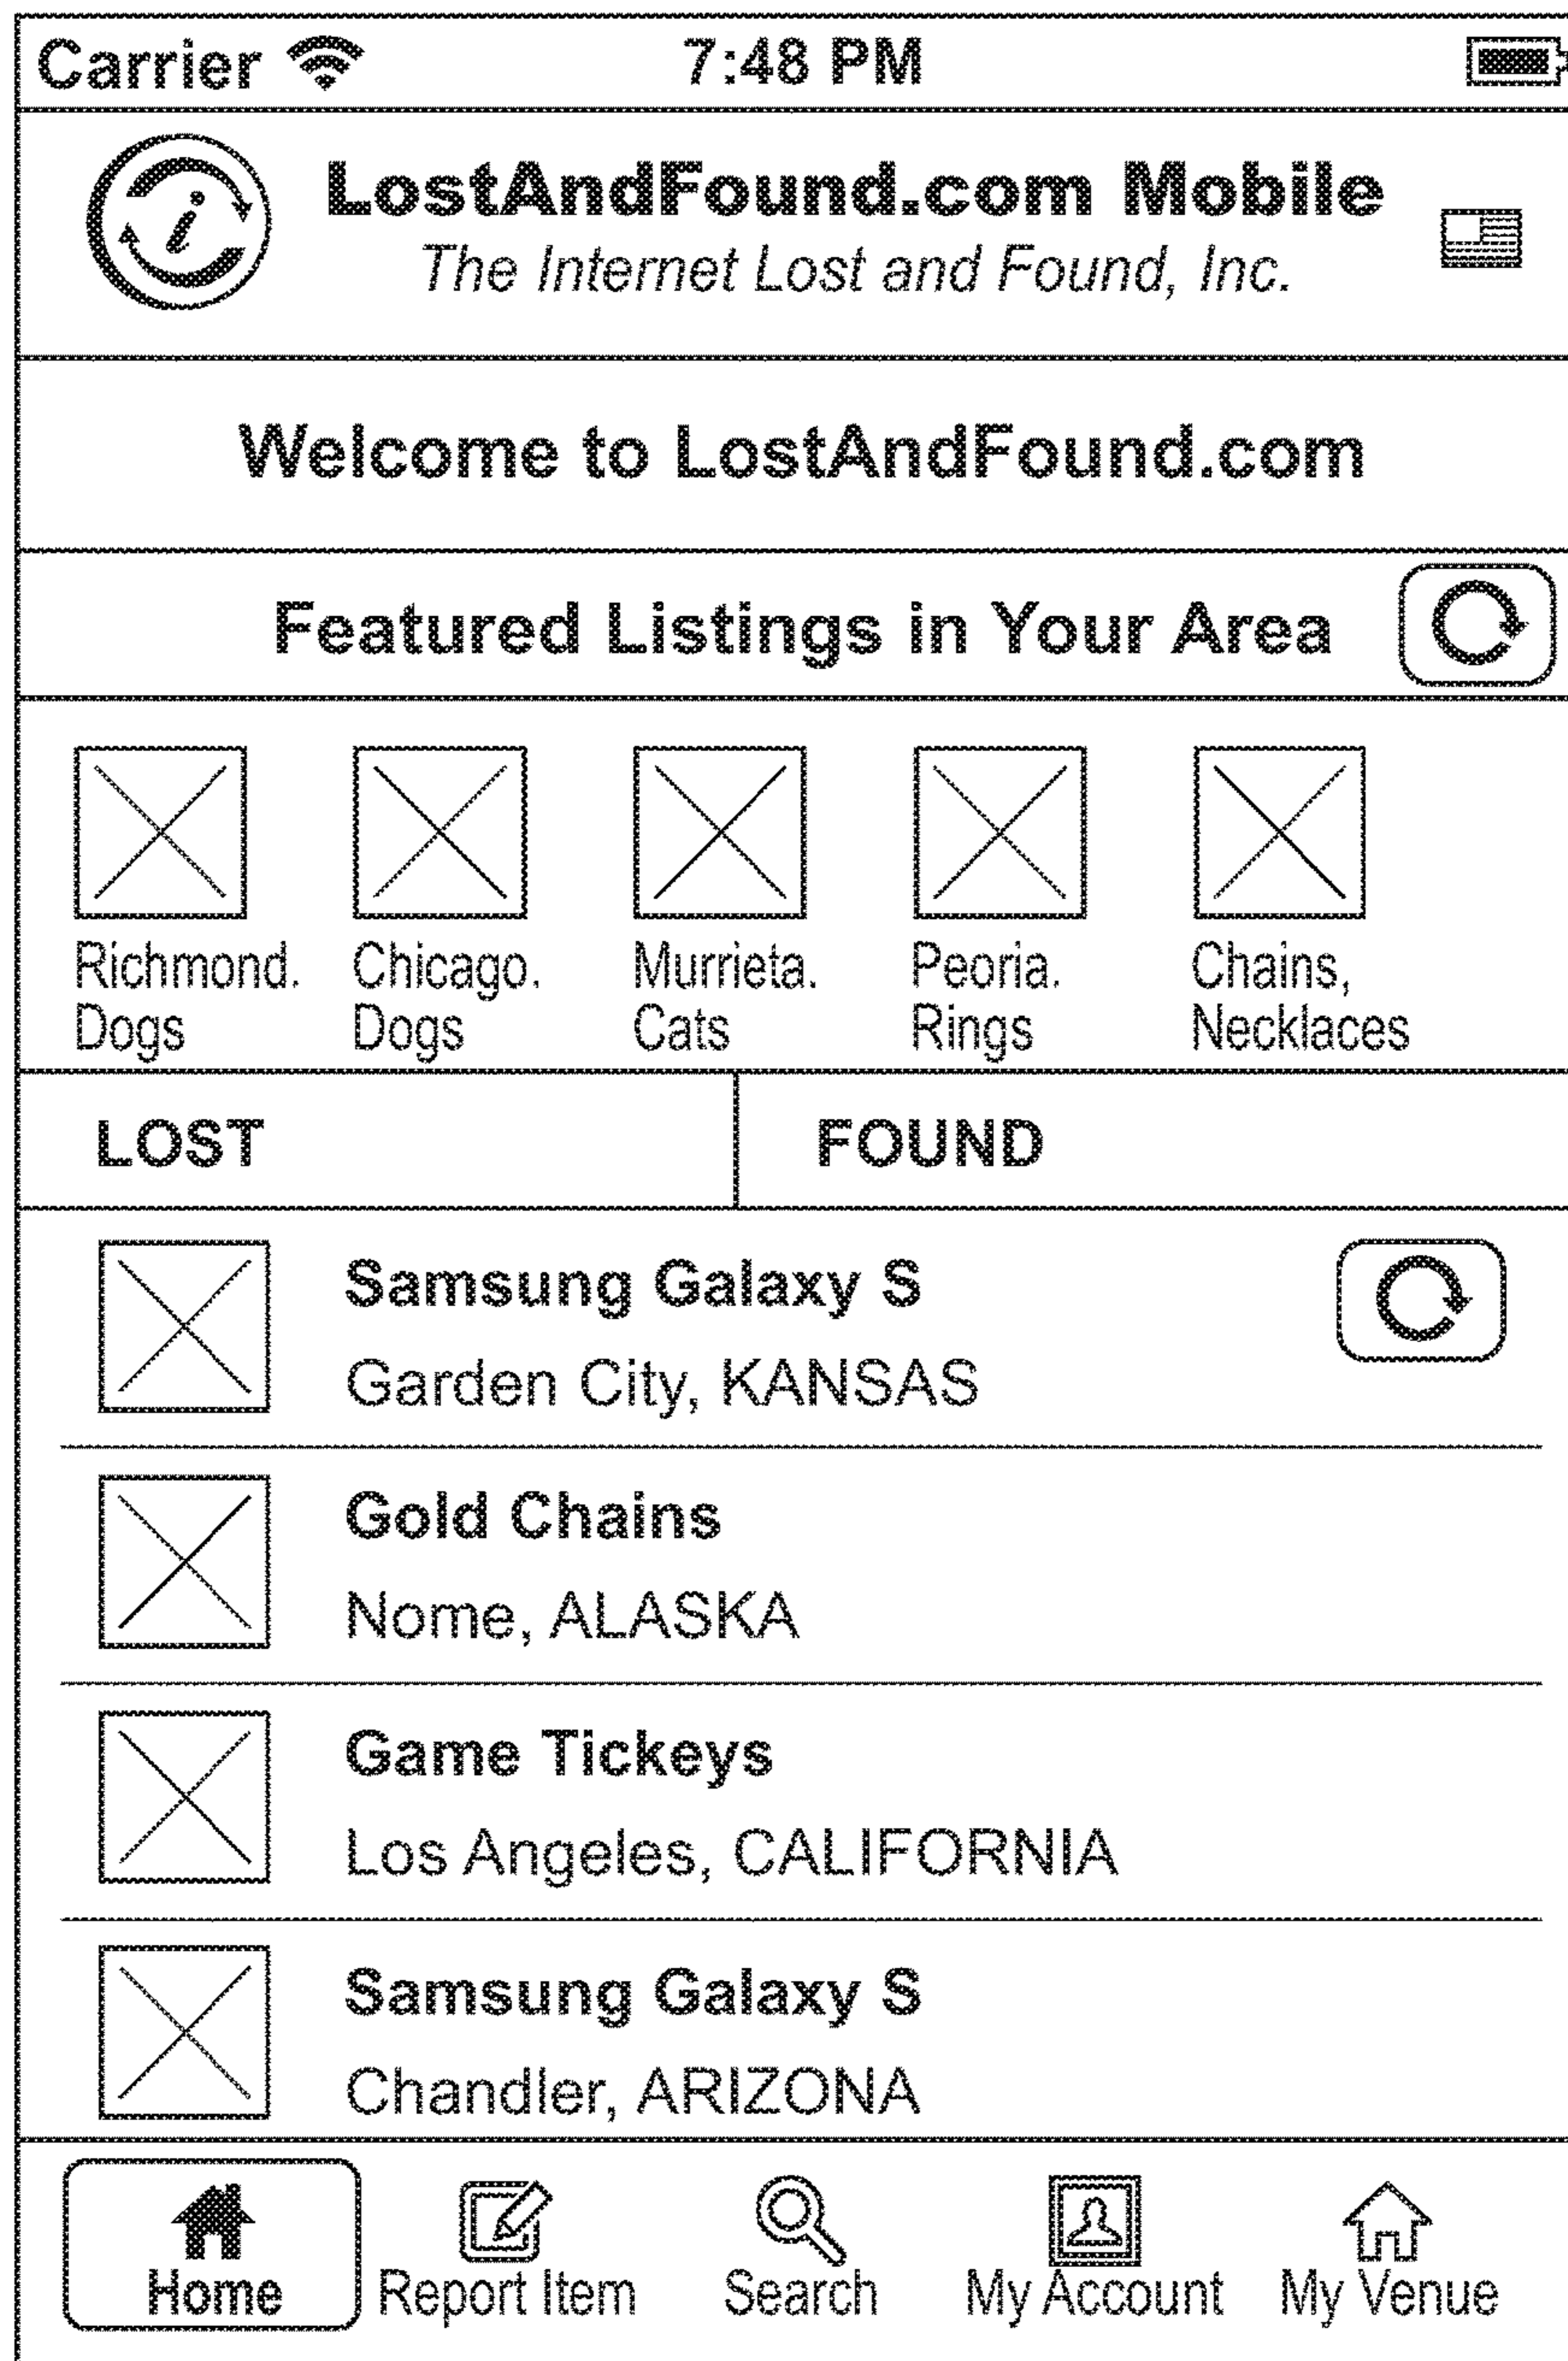 Carrier 7:48 PM
LostAndFound.com Mobile
The Internet Lost and Found, Inc.
Welcome to LostAndFound.com
Featured Listings in Your Area
Richmond. Chicago. Murrieta. Peoria. Chains,
Dogs Dogs Cats Rings Necklaces
LOST FOUND
Samsung Galaxy S
Garden City, KANSAS
Gold Chains
Nome, ALASKA
Game Tickeys
Los Angeles, CALIFORNIA
Samsung Galaxy S
Chandler, ARIZONA
Home Report Item Search My Account My Venue